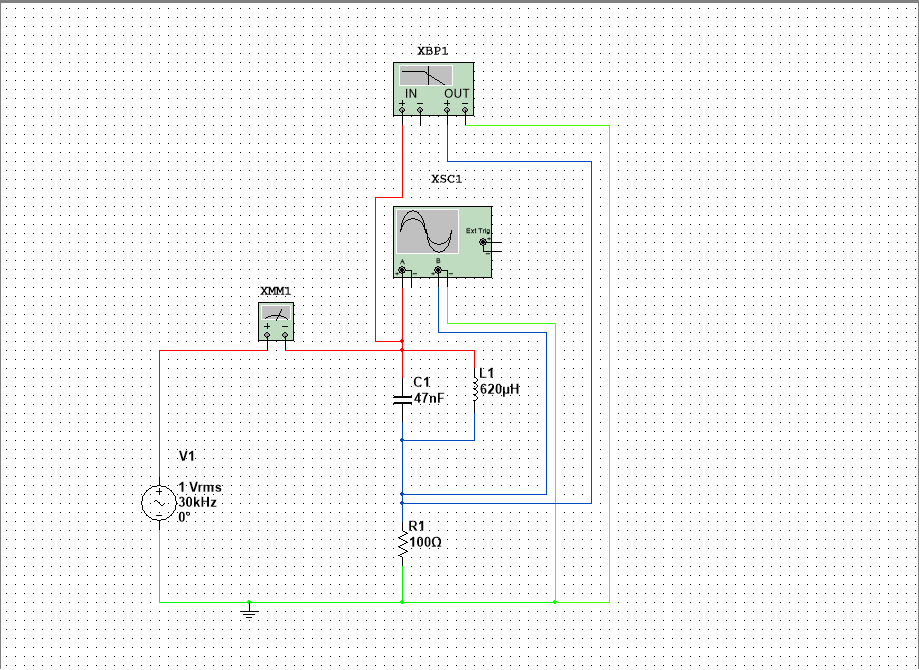 XBP1
IN OUT
+ − + −
XSC1
Ext Trig
+
−
A B
+ − + −
XMM1
+ −
C1
47nF
L1
620µH
V1
1 Vrms
30kHz
0°
R1
100Ω